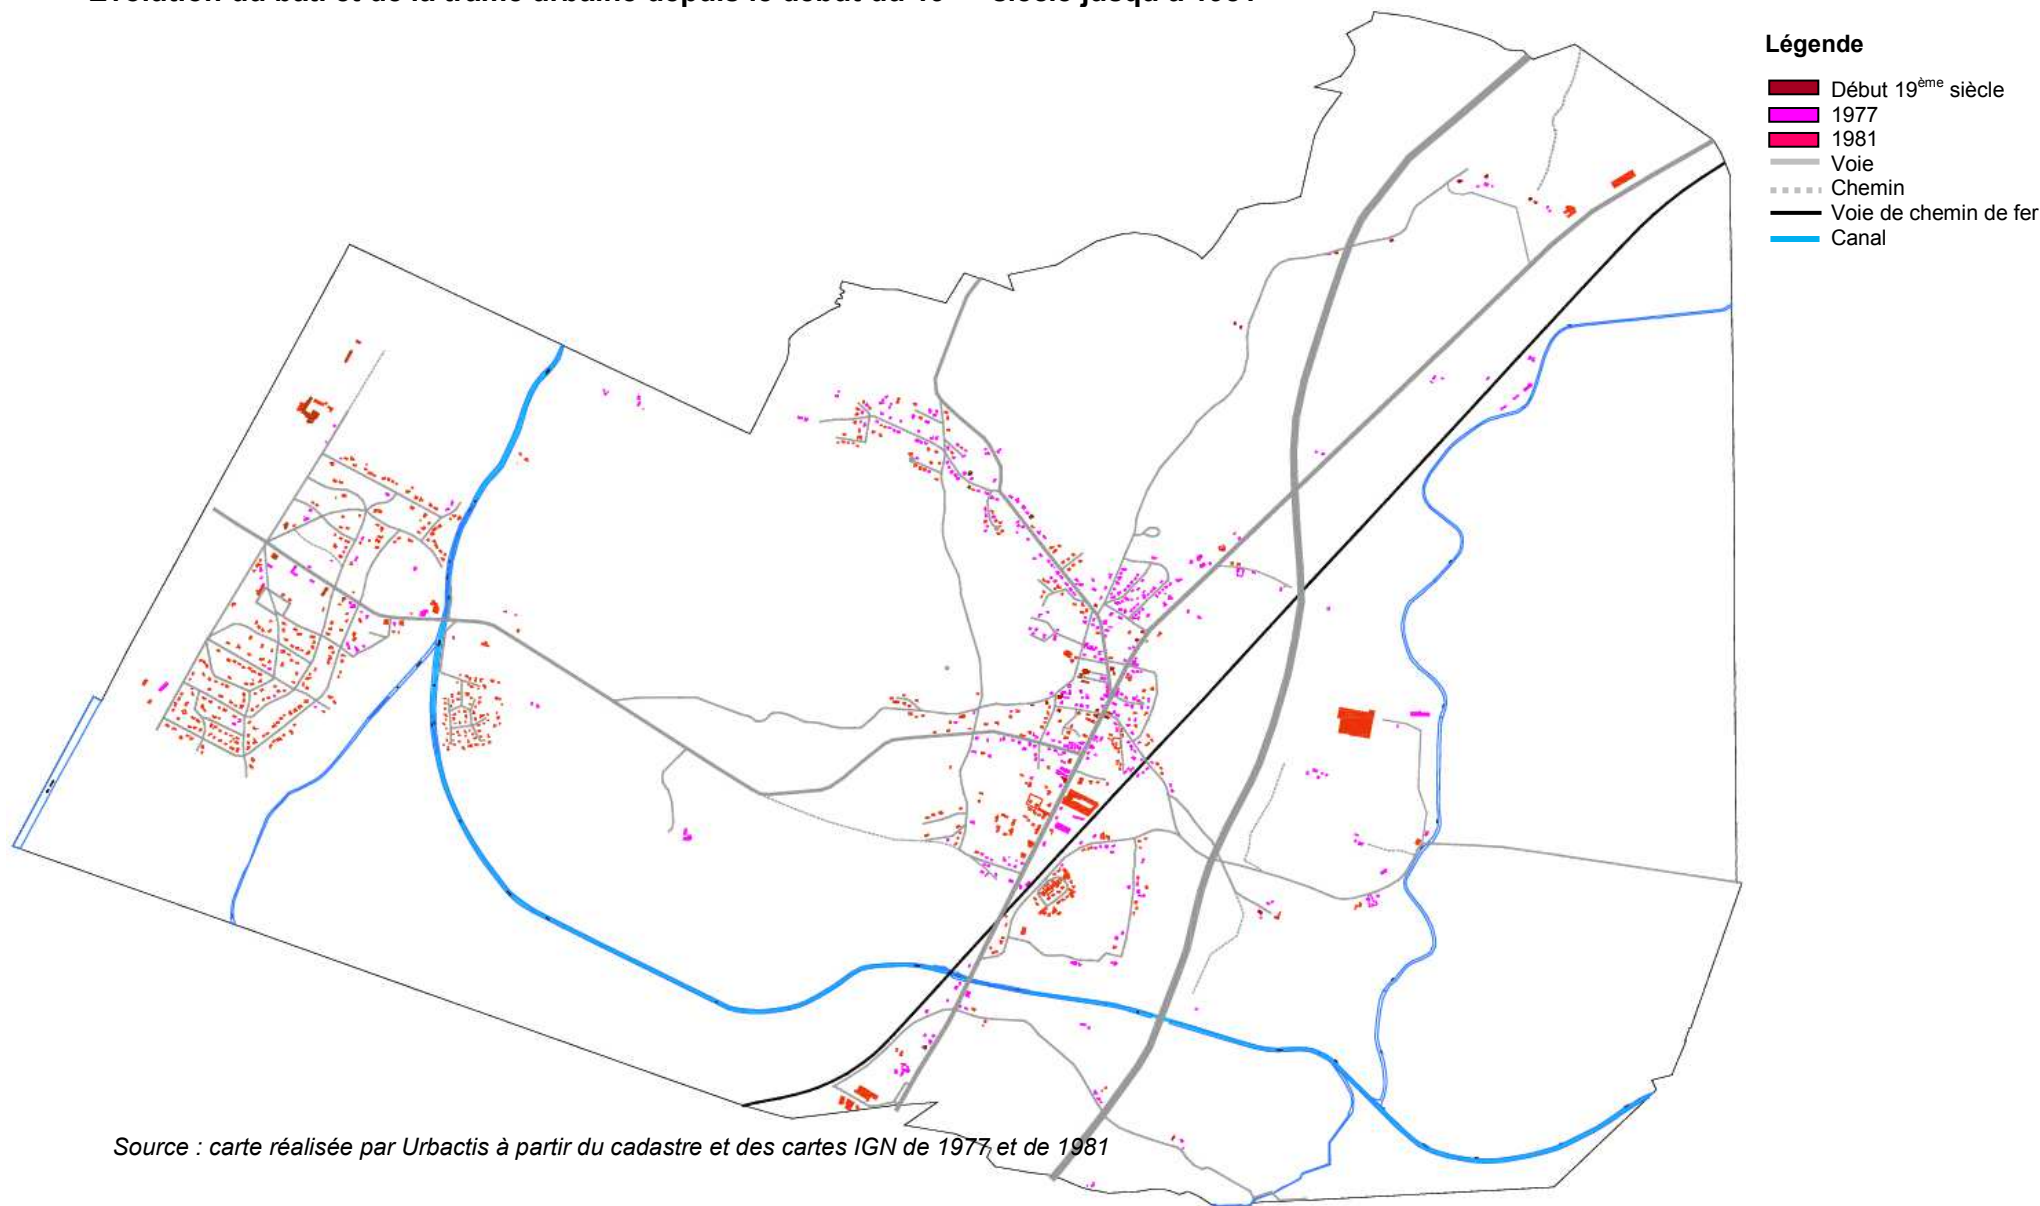 Légende
Début 19ème siècle
1977
1981
Voie
Chemin
Voie de chemin de fer
Canal
Source : carte réalisée par Urbactis à partir du cadastre et des cartes IGN de 1977 et de 1981